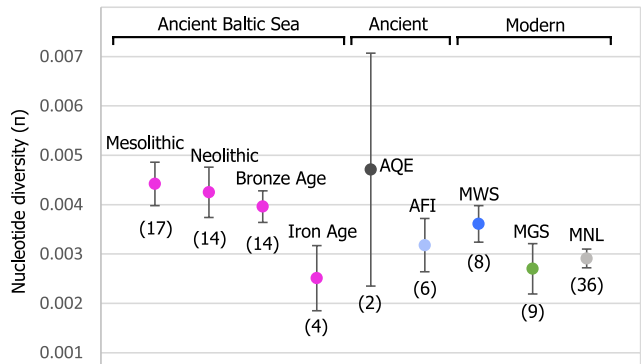 Ancient Baltic Sea Ancient Modern
Nucleotide diversity (π)
0.007
0.006
0.005
0.004
0.003
0.002
0.001
Mesolithic
(17)
Neolithic
(14)
Bronze Age
(14)
Iron Age
(4)
AQE
(2)
AFI
(6)
MWS
(8)
MGS
(9)
MNL
(36)